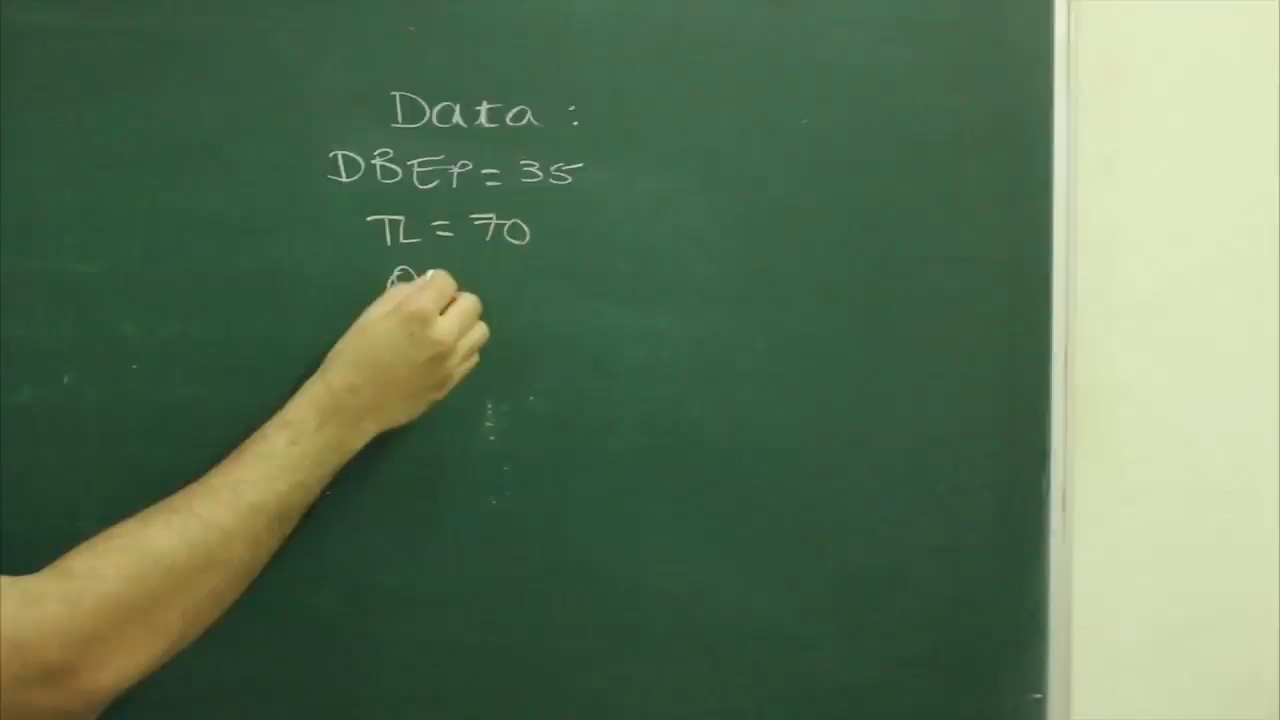 Data :
DBEP = 35
TL = 70